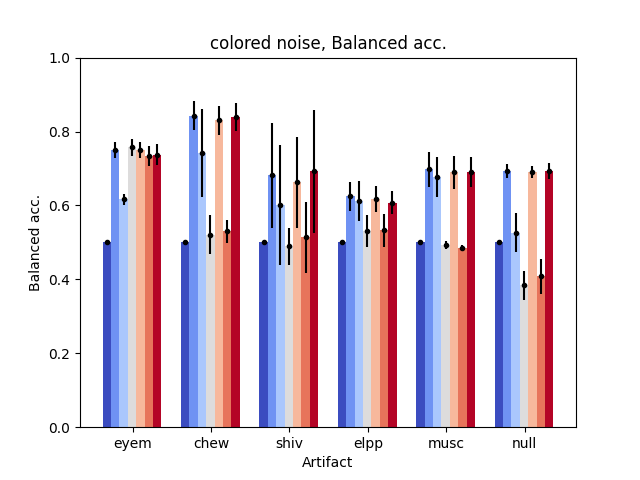 colored noise, Balanced acc.
1.0
0.8
0.6
0.4
0.2
0.0
Balanced acc.
eyem chew shiv elpp musc null
Artifact